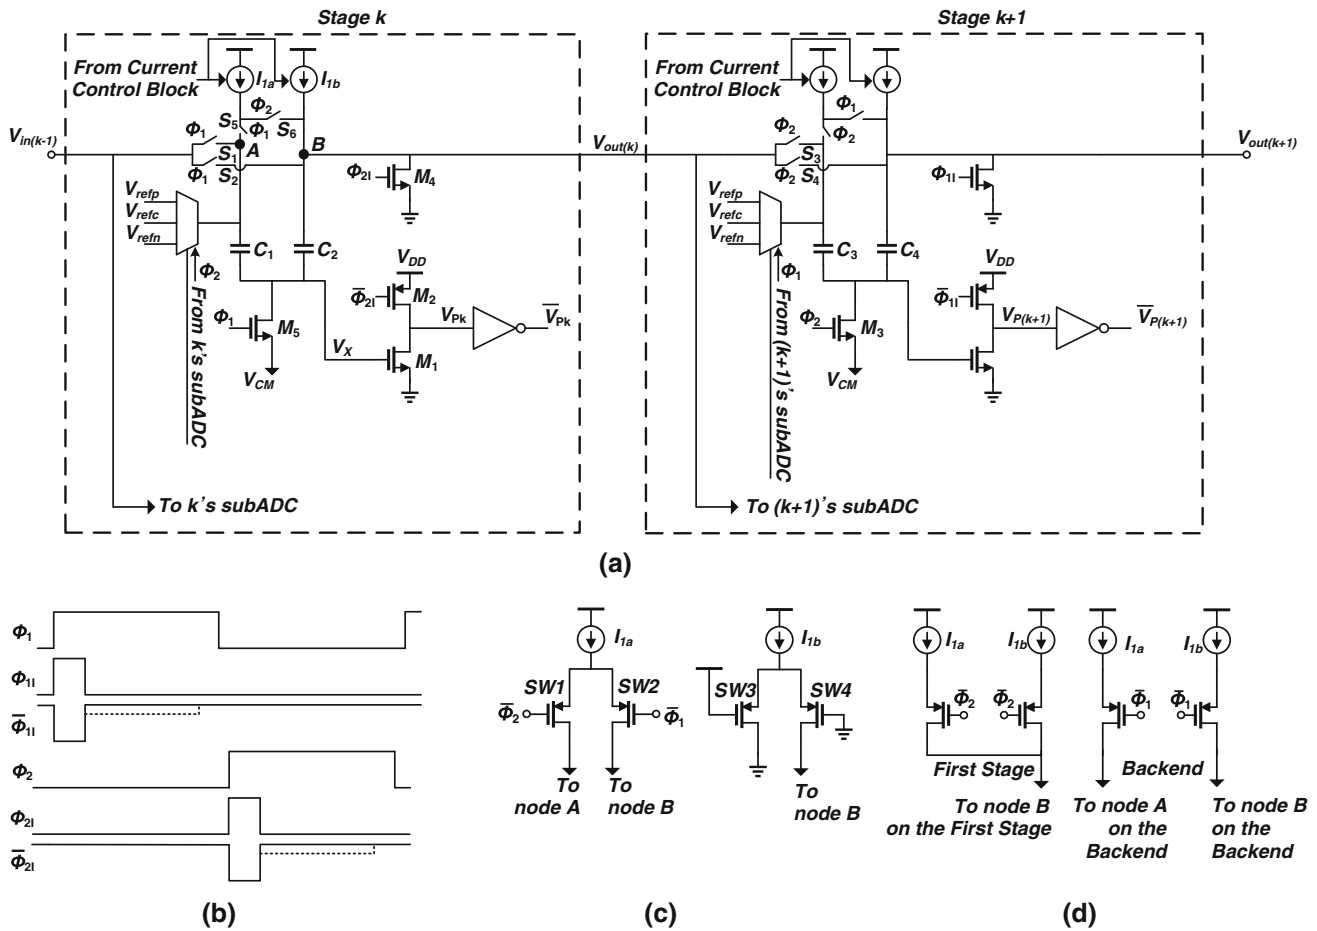 Stage k
Stage k+1
From Current
Control Block
I1a
I1b
Φ2
S5
Φ1
S6
Φ1
S1
A
B
Φ1
S2
Vin(k-1)
Vout(k)
Vrefp
Vrefc
Vrefn
Φ2
From k's subADC
C1
C2
Φ2I
M4
VDD
Φ̅2I
M2
VPk
V̅Pk
Φ1
M5
VX
M1
VCM
To k's subADC
From Current
Control Block
Φ1
Φ2
Φ2
S3
Φ2
S4
Vout(k+1)
Vrefp
Vrefc
Vrefn
Φ1
From (k+1)'s subADC
C3
C4
Φ1I
VDD
Φ̅1I
VP(k+1)
V̅P(k+1)
Φ2
M3
VCM
To (k+1)'s subADC
(a)
Φ1
Φ1I
Φ̅1I
Φ2
Φ2I
Φ̅2I
(b)
I1a
I1b
SW1
SW2
SW3
SW4
Φ̅2
Φ̅1
To
node A
To
node B
To
node B
(c)
I1a
I1b
I1a
I1b
Φ̅2
Φ̅2
Φ̅1
Φ̅1
First Stage
Backend
To node B
on the First Stage
To node A
on the
Backend
To node B
on the
Backend
(d)